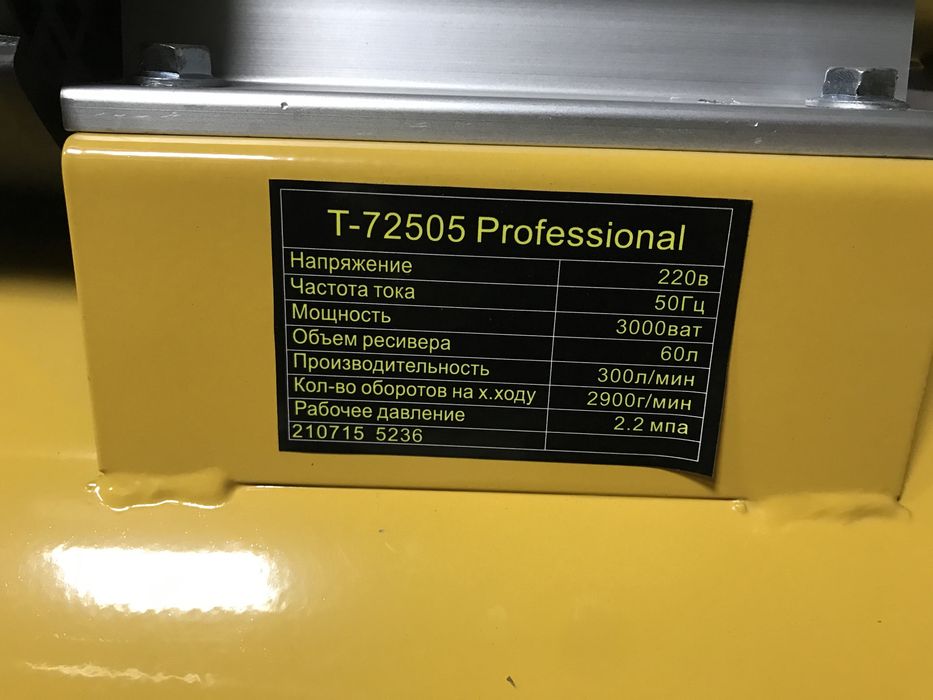 T-72505 Professional
Напряжение 220в
Частота тока 50Гц
Мощность 3000ват
Объем ресивера 60л
Производительность 300л/мин
Кол-во оборотов на х.ходу 2900г/мин
Рабочее давление 2.2 мпа
210715 5236